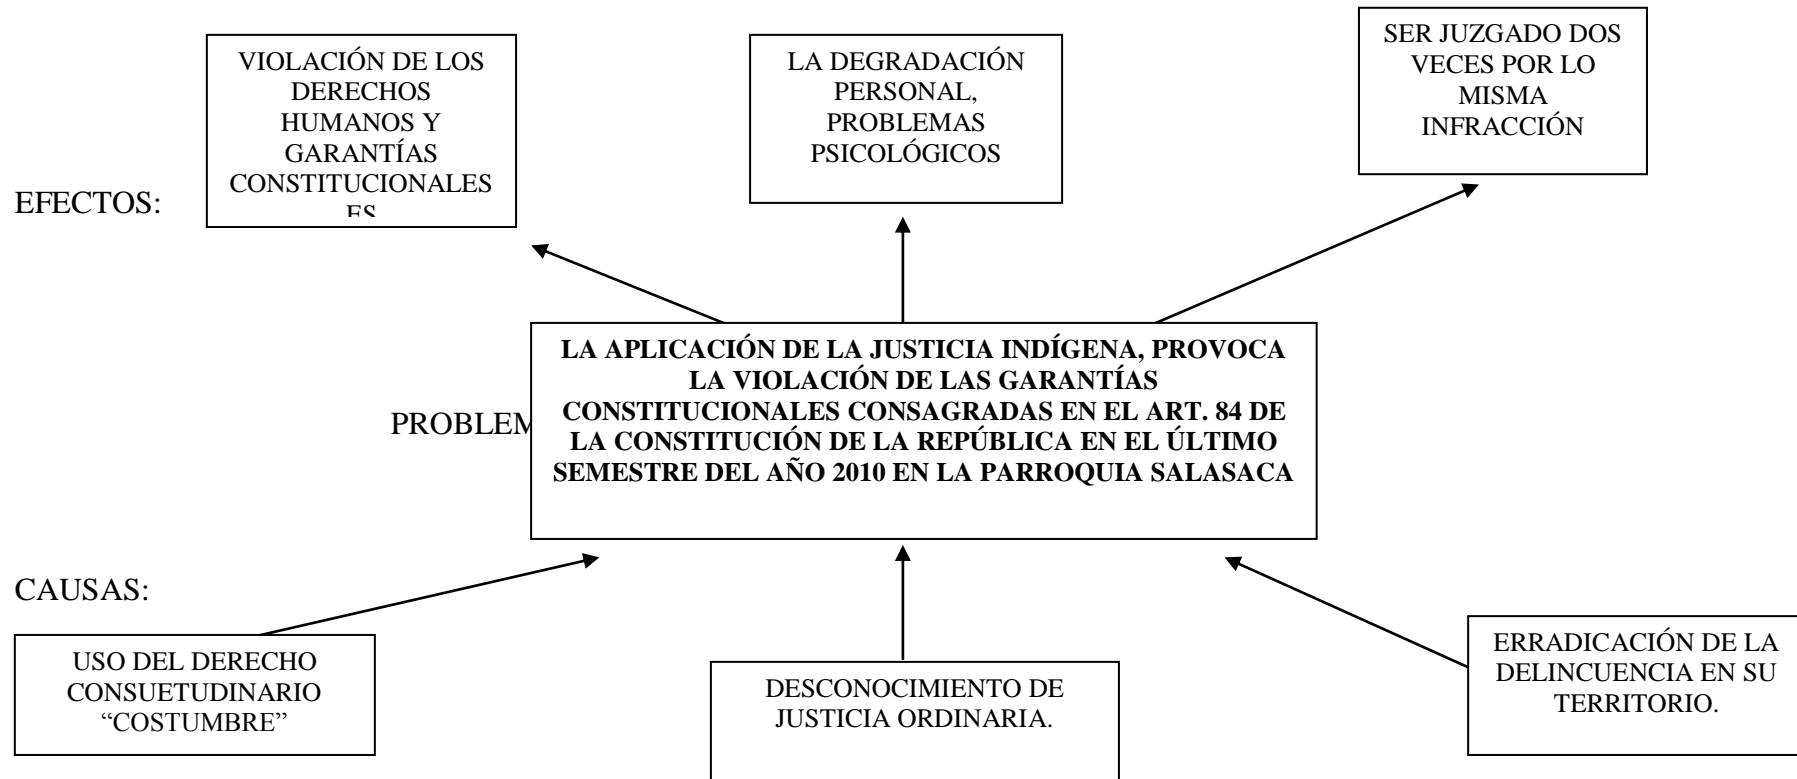 VIOLACIÓN DE LOS
DERECHOS
HUMANOS Y
GARANTÍAS
CONSTITUCIONALES
ES
LA DEGRADACIÓN
PERSONAL,
PROBLEMAS
PSICOLÓGICOS
SER JUZGADO DOS
VECES POR LO
MISMA
INFRACCIÓN
EFECTOS:
PROBLEM
LA APLICACIÓN DE LA JUSTICIA INDÍGENA, PROVOCA
LA VIOLACIÓN DE LAS GARANTÍAS
CONSTITUCIONALES CONSAGRADAS EN EL ART. 84 DE
LA CONSTITUCIÓN DE LA REPÚBLICA EN EL ÚLTIMO
SEMESTRE DEL AÑO 2010 EN LA PARROQUIA SALASACA
CAUSAS:
USO DEL DERECHO
CONSUETUDINARIO
“COSTUMBRE”
DESCONOCIMIENTO DE
JUSTICIA ORDINARIA.
ERRADICACIÓN DE LA
DELINCUENCIA EN SU
TERRITORIO.